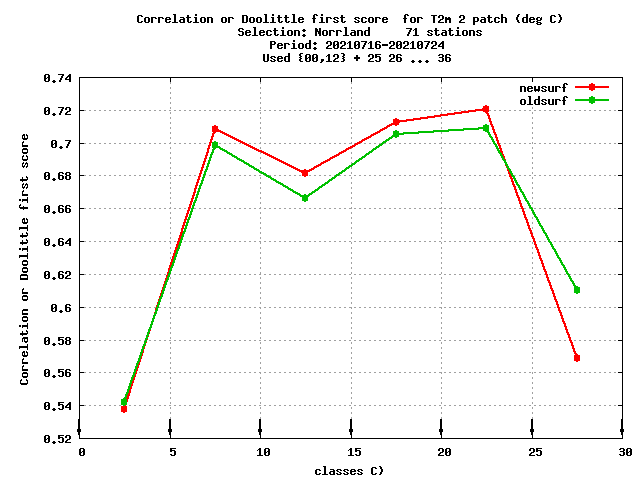 Correlation or Doolittle first score  for T2m 2 patch (deg C)
Selection: Norrland     71 stations
Period: 20210716-20210724
Used {00,12} + 25 26 ... 36
newsurf
oldsurf
0.74
0.72
0.7
0.68
0.66
0.64
0.62
0.6
0.58
0.56
0.54
0.52
Correlation or Doolittle first score
0 5 10 15 20 25 30
classes C)